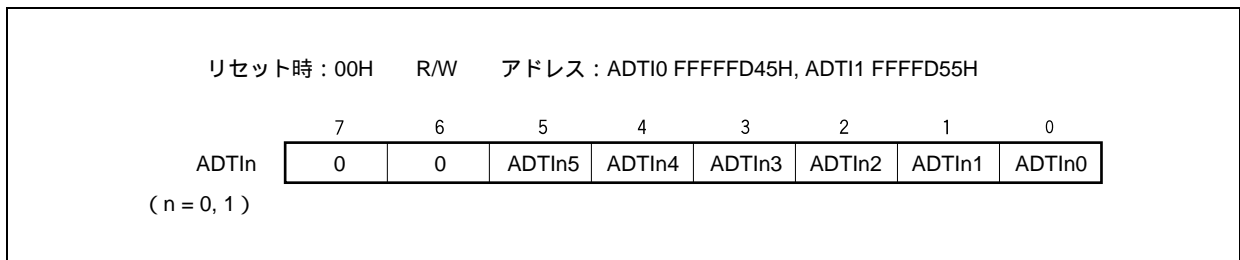 リセット時：00H R/W アドレス：ADTI0 FFFFFD45H, ADTI1 FFFFD55H
7 6 5 4 3 2 1 0
ADTIn 0 0 ADTIn5 ADTIn4 ADTIn3 ADTIn2 ADTIn1 ADTIn0
（n = 0, 1）